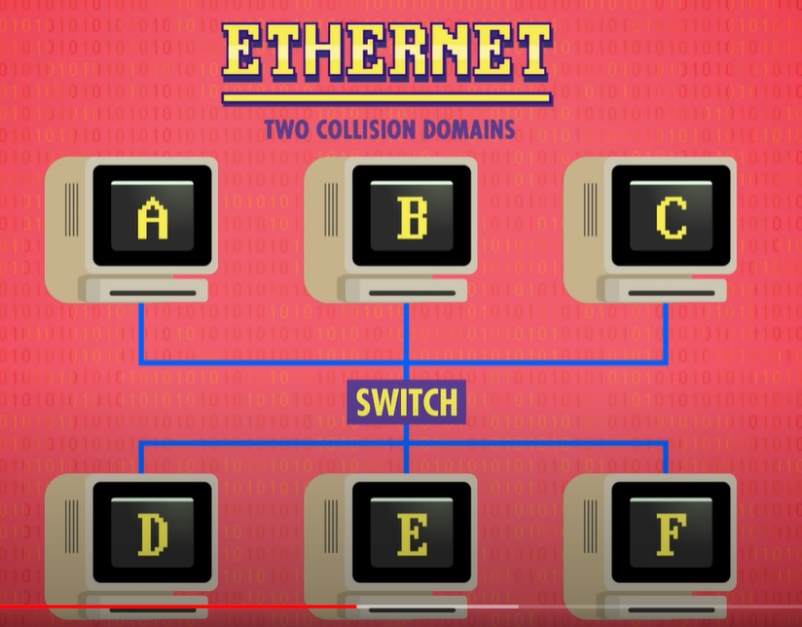 ETHERNET
TWO COLLISION DOMAINS
A B C
SWITCH
D E F